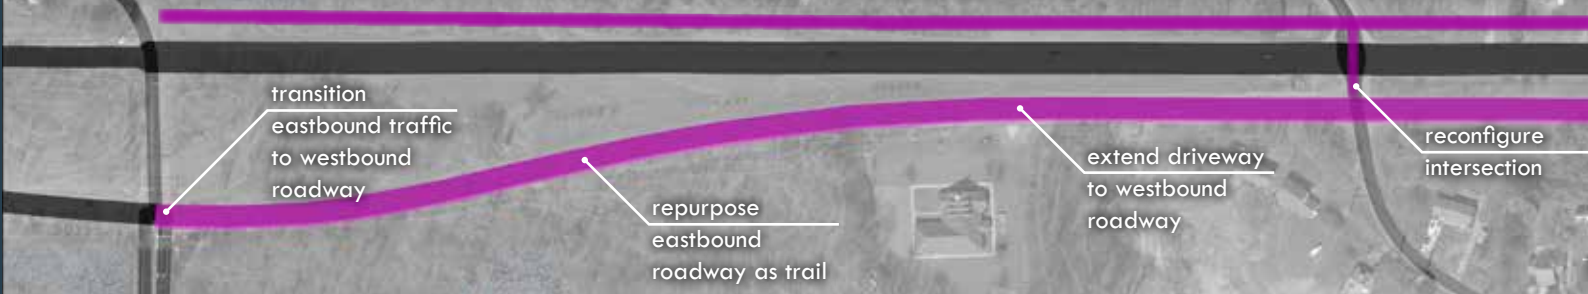 transition
eastbound traffic
to westbound
roadway
repurpose
eastbound
roadway as trail
extend driveway
to westbound
roadway
reconfigure
intersection